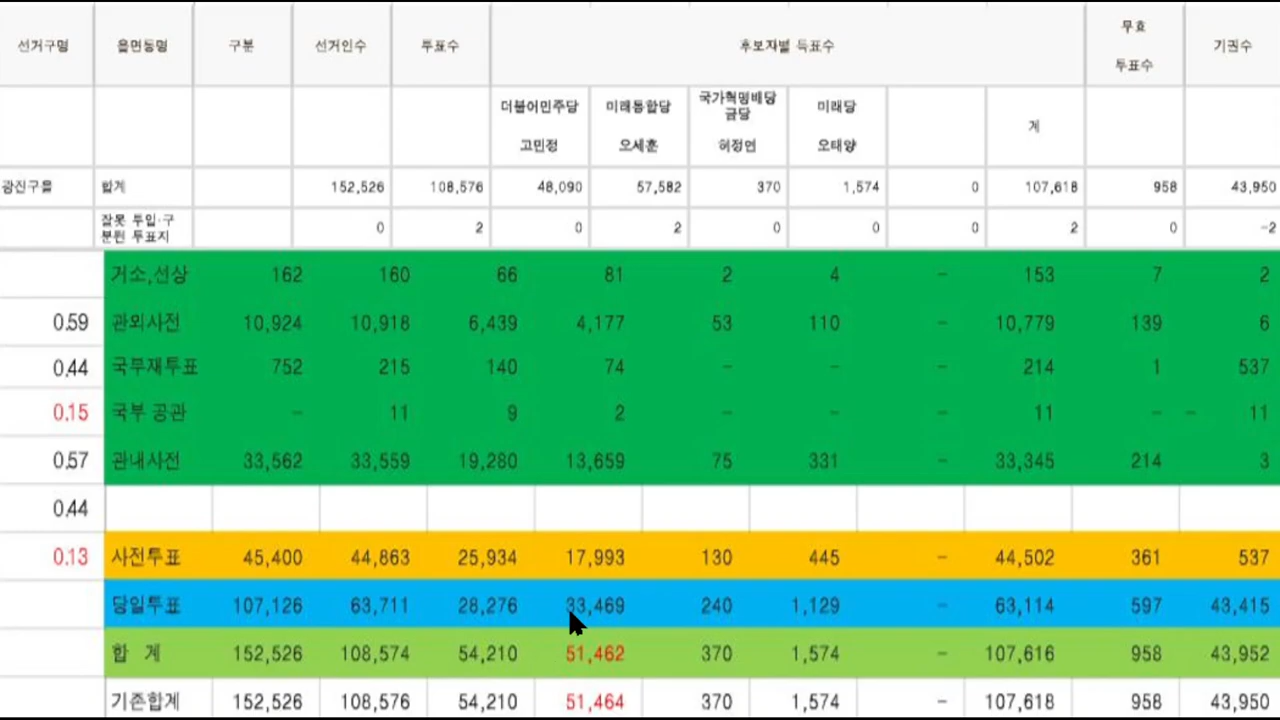 선거구명 읍면동명 구분 선거인수 투표수 후보자별 득표수 무효 투표수 기권수
더불어민주당 고민정 미래통합당 오세훈 국가혁명배당금당 허정연 미래당 오태양 계
광진구을 합계 152,526 108,576 48,090 57,582 370 1,574 0 107,618 958 43,950
잘못 투입·구분된 투표지 0 2 0 2 0 0 0 2 0 -2
거소,선상 162 160 66 81 2 4 - 153 7 2
0.59 관외사전 10,924 10,918 6,439 4,177 53 110 - 10,779 139 6
0.44 국부재투표 752 215 140 74 - - - 214 1 537
0.15 국부 공관 - 11 9 2 - - - 11 - - 11
0.57 관내사전 33,562 33,559 19,280 13,659 75 331 - 33,345 214 3
0.44
0.13 사전투표 45,400 44,863 25,934 17,993 130 445 - 44,502 361 537
당일투표 107,126 63,711 28,276 33,469 240 1,129 - 63,114 597 43,415
합 계 152,526 108,574 54,210 51,462 370 1,574 - 107,616 958 43,952
기존합계 152,526 108,576 54,210 51,464 370 1,574 - 107,618 958 43,950